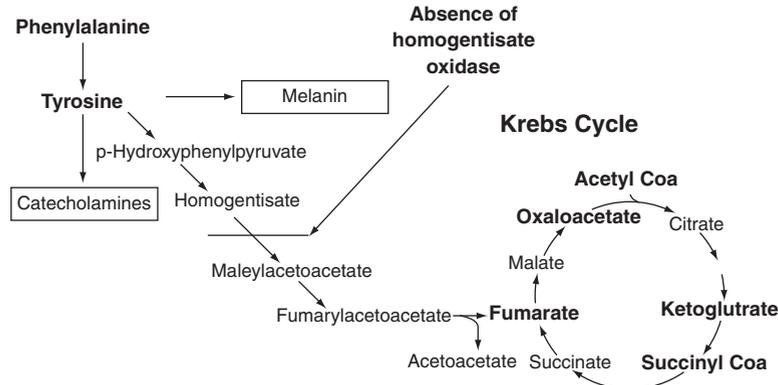 Phenylalanine
Absence of
homogentisate
oxidase
Tyrosine
Melanin
Krebs Cycle
p-Hydroxyphenylpyruvate
Catecholamines
Homogentisate
Acetyl Coa
Oxaloacetate
Citrate
Maleylacetoacetate
Malate
Fumarylacetoacetate
Fumarate
Ketoglutrate
Acetoacetate
Succinate
Succinyl Coa